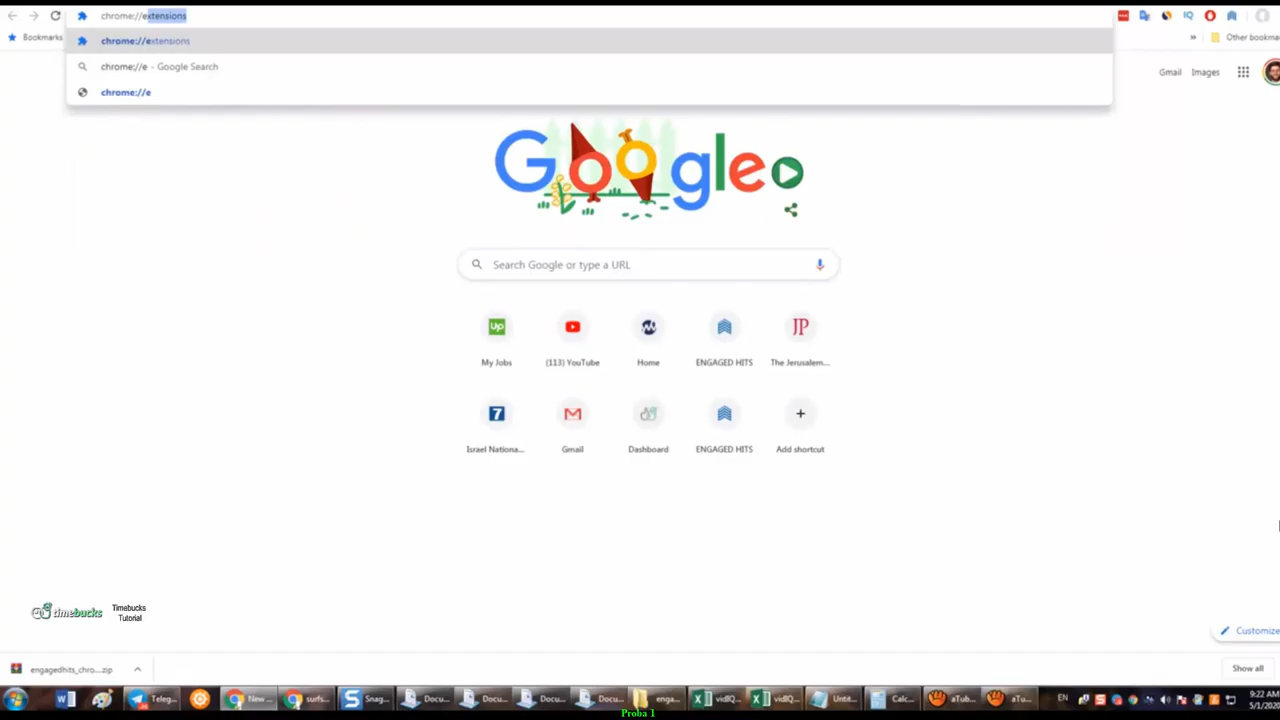 chrome://extensions
chrome://extensions
chrome://e - Google Search
chrome://e
Bookmarks
Other bookma
Gmail Images
Google
Search Google or type a URL
My Jobs (113) YouTube Home ENGAGED HITS The Jerusalem...
Israel Nationa... Gmail Dashboard ENGAGED HITS Add shortcut
timebucks
Timebucks
Tutorial
Customize
engagedhits_chro....zip
Show all
Teleg... New ... surfs... Snag... Docu... Docu... Docu... Docu... enga... vidIQ... vidIQ... Untit... Calc... aTub... aTu... EN 9:22 AM
5/1/2020
Proba 1